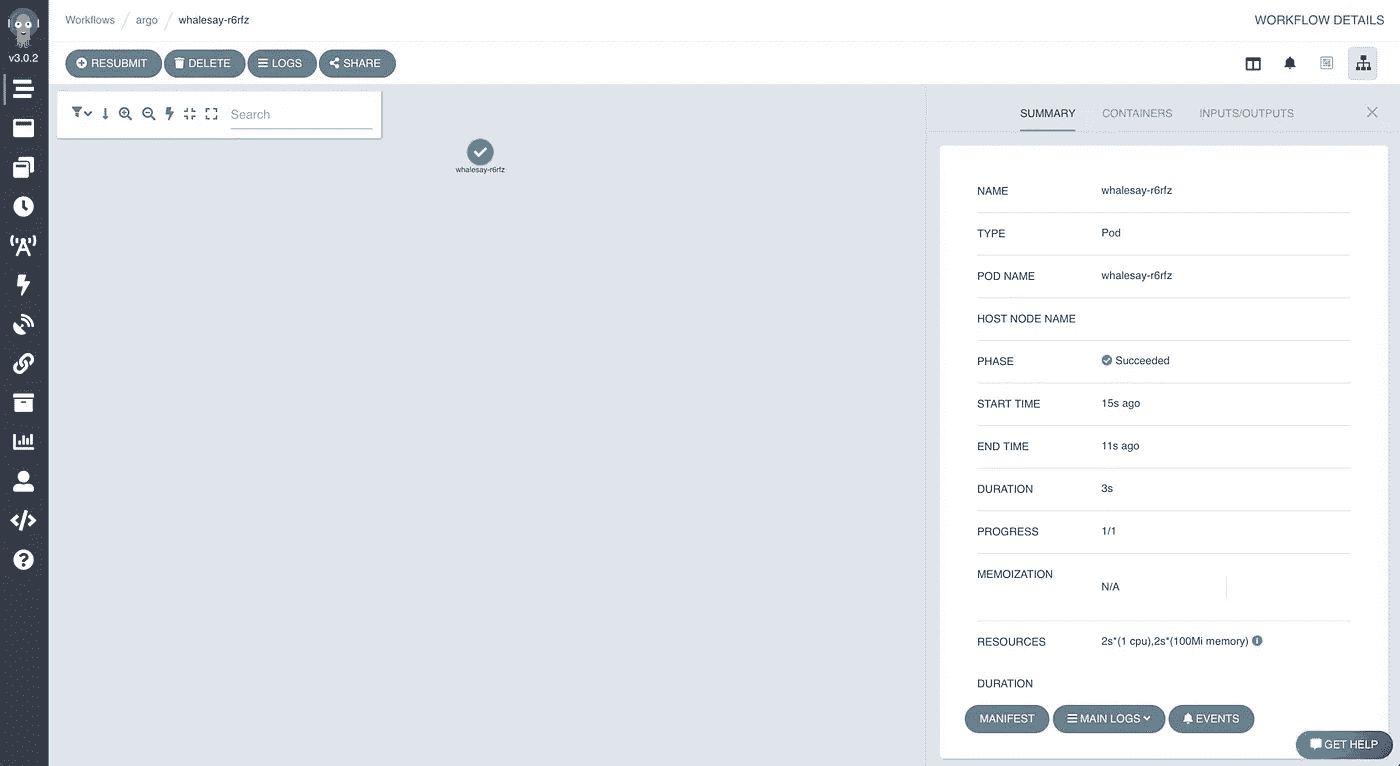 Workflows / argo / whalesay-r6rfz
WORKFLOW DETAILS
v3.0.2
RESUBMIT DELETE LOGS SHARE
Search
whalesay-r6rfz
SUMMARY CONTAINERS INPUTS/OUTPUTS
NAME whalesay-r6rfz
TYPE Pod
POD NAME whalesay-r6rfz
HOST NODE NAME
PHASE Succeeded
START TIME 15s ago
END TIME 11s ago
DURATION 3s
PROGRESS 1/1
MEMOIZATION N/A
RESOURCES 2s*(1 cpu),2s*(100Mi memory)
DURATION
MANIFEST MAIN LOGS EVENTS
GET HELP